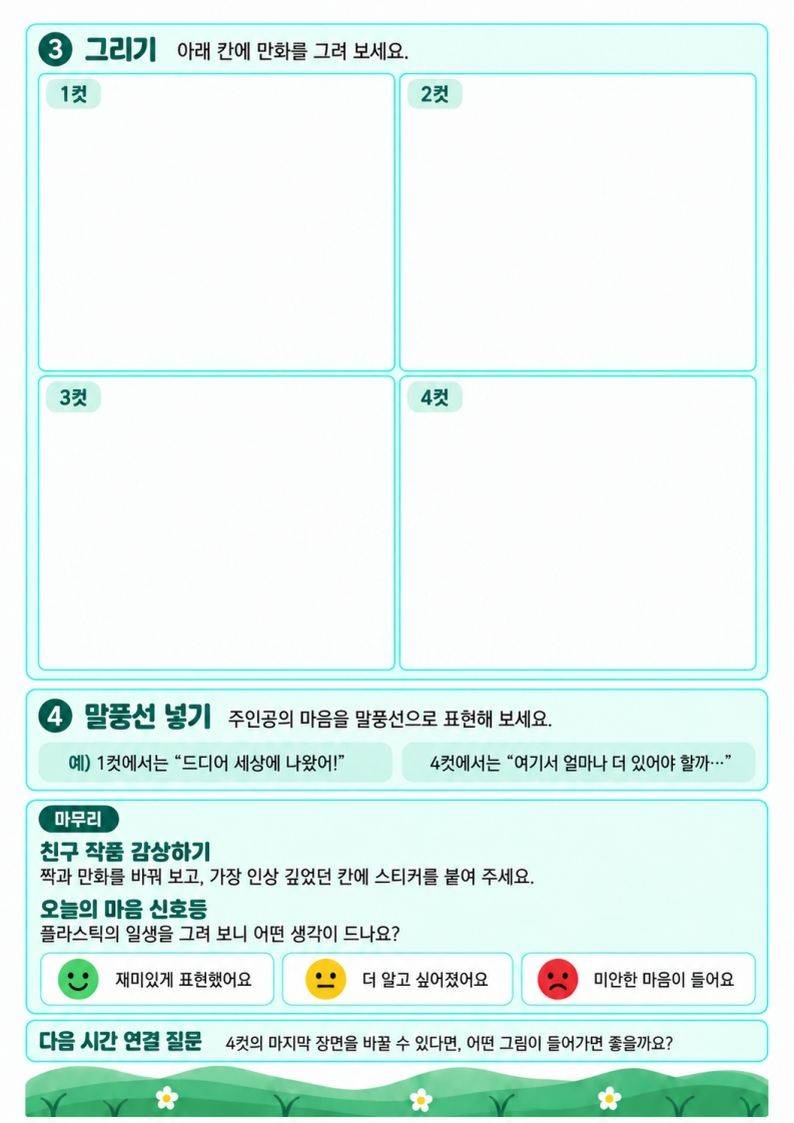 3 그리기 아래 칸에 만화를 그려 보세요.
1컷 2컷
3컷 4컷
4 말풍선 넣기 주인공의 마음을 말풍선으로 표현해 보세요.
예) 1컷에서는 “드디어 세상에 나왔어!” 4컷에서는 “여기서 얼마나 더 있어야 할까…”
마무리
친구 작품 감상하기
짝과 만화를 바꿔 보고, 가장 인상 깊었던 칸에 스티커를 붙여 주세요.
오늘의 마음 신호등
플라스틱의 일생을 그려 보니 어떤 생각이 드나요?
재미있게 표현했어요 더 알고 싶어졌어요 미안한 마음이 들어요
다음 시간 연결 질문 4컷의 마지막 장면을 바꿀 수 있다면, 어떤 그림이 들어가면 좋을까요?